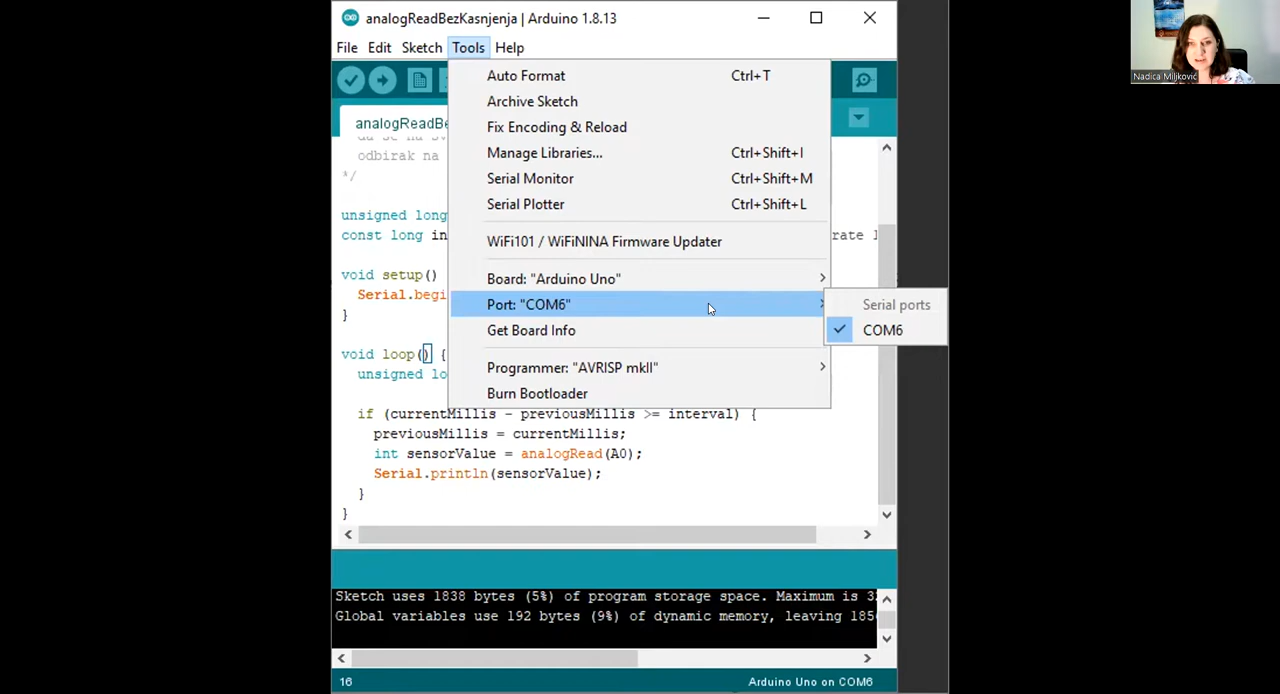 analogReadBezKasnjenja | Arduino 1.8.13
File Edit Sketch Tools Help
Nadica Miljković
Auto Format Ctrl+T
Archive Sketch
Fix Encoding & Reload
Manage Libraries... Ctrl+Shift+I
Serial Monitor Ctrl+Shift+M
Serial Plotter Ctrl+Shift+L
WiFi101 / WiFiNINA Firmware Updater
Board: "Arduino Uno"
Port: "COM6"
Get Board Info
Programmer: "AVRISP mkII"
Burn Bootloader
Serial ports
COM6
analogReadBe
odbirak na
*/
unsigned long
const long in
void setup()
Serial.begi
}
void loop() {
unsigned lo
if (currentMillis - previousMillis >= interval) {
previousMillis = currentMillis;
int sensorValue = analogRead(A0);
Serial.println(sensorValue);
}
}
Sketch uses 1838 bytes (5%) of program storage space. Maximum is 3
Global variables use 192 bytes (9%) of dynamic memory, leaving 185
16 Arduino Uno on COM6